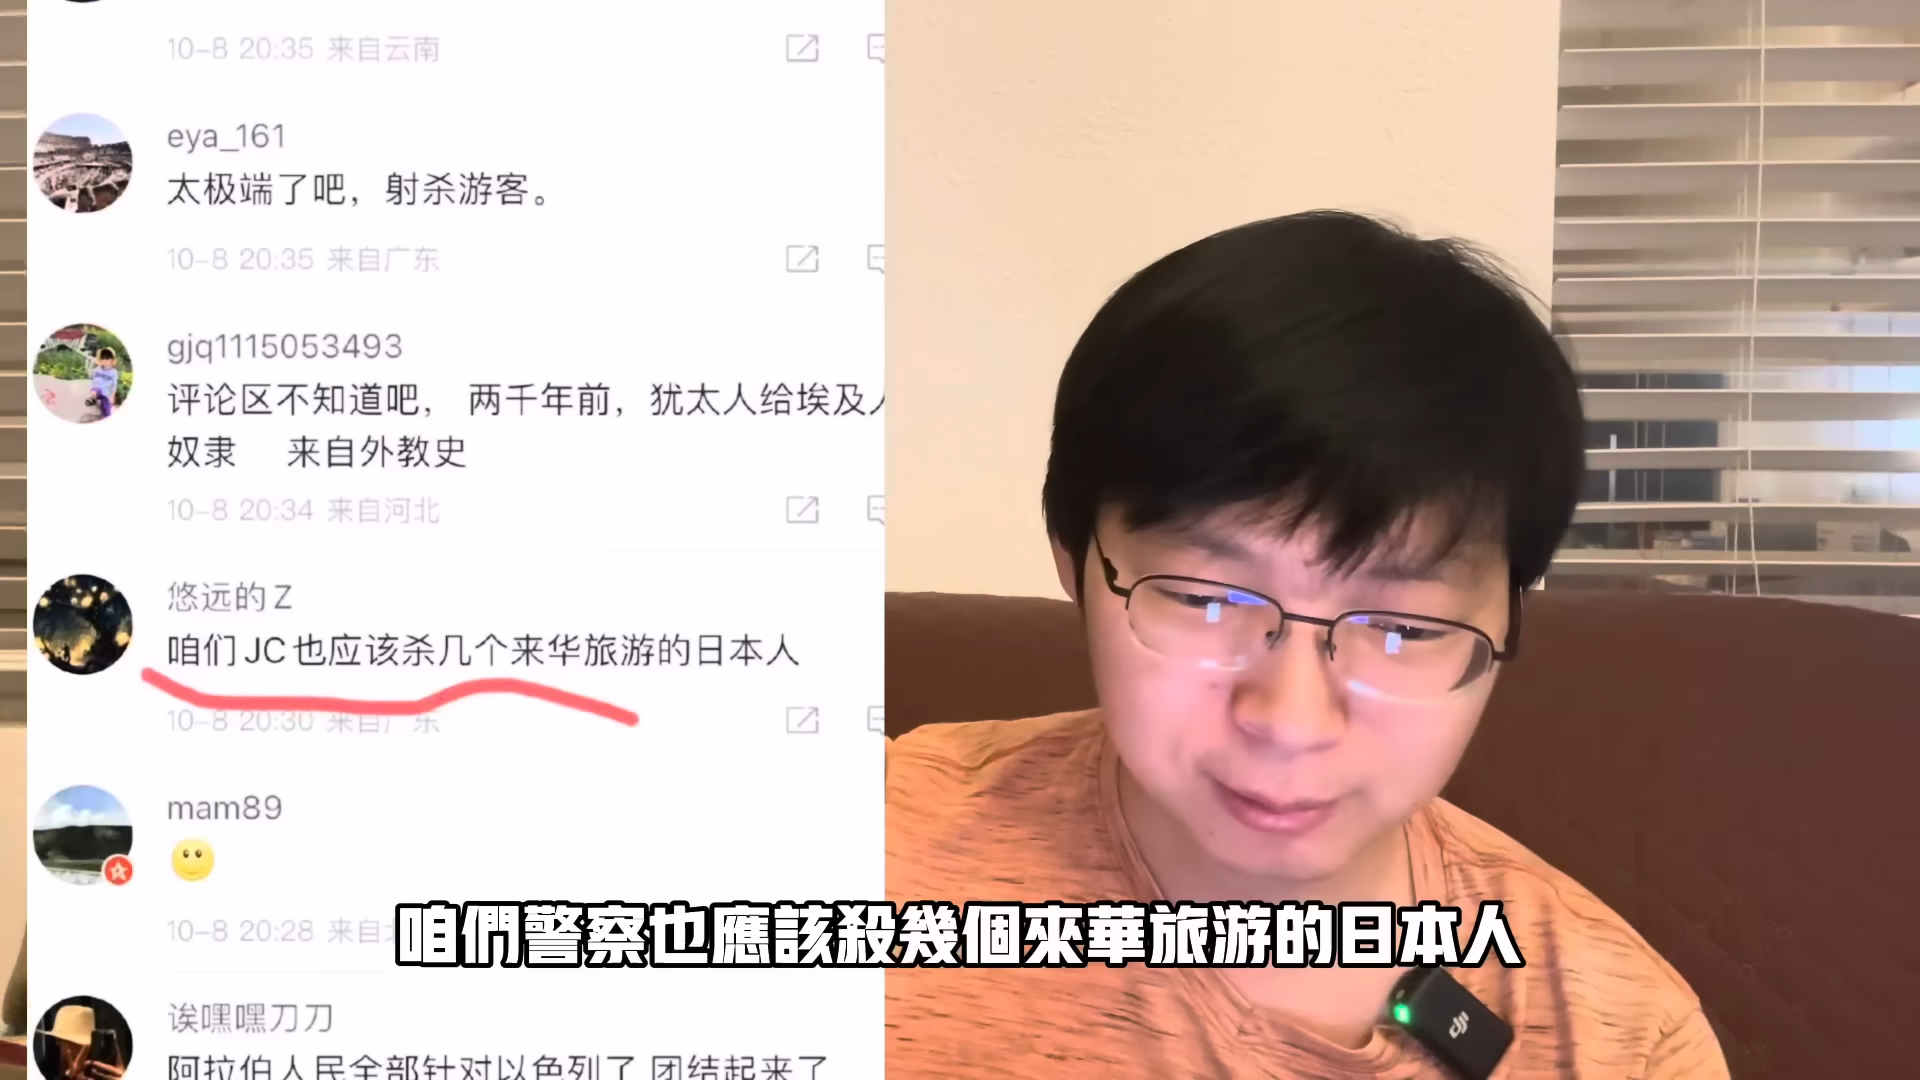 10-8 20:35 来自云南
eya_161
太极端了吧，射杀游客。
10-8 20:35 来自广东
gjq1115053493
评论区不知道吧， 两千年前，犹太人给埃及人
奴隶 来自外教史
10-8 20:34 来自河北
悠远的Z
咱们JC也应该杀几个来华旅游的日本人
10-8 20:30 来自广东
mam89
10-8 20:28 来自
咱們警察也應該殺幾個來華旅游的日本人
诶嘿嘿刀刀
阿拉伯人民全部针对以色列了 团结起来了
dji